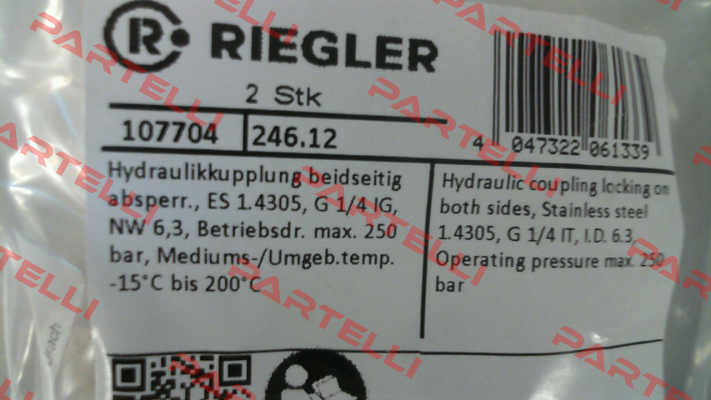 RIEGLER
2 Stk
107704 246.12
4 047322 061339
Hydraulikkupplung beidseitig
absperr., ES 1.4305, G 1/4 IG,
NW 6,3, Betriebsdr. max. 250
bar, Mediums-/Umgeb.temp.
-15°C bis 200°C
Hydraulic coupling locking on
both sides, Stainless steel
1.4305, G 1/4 IT, I.D. 6.3,
Operating pressure max. 250
bar
PARTELLI
PARTELLI
PARTELLI
PARTELLI
PARTELLI
PARTELLI
PARTELLI
PARTELLI